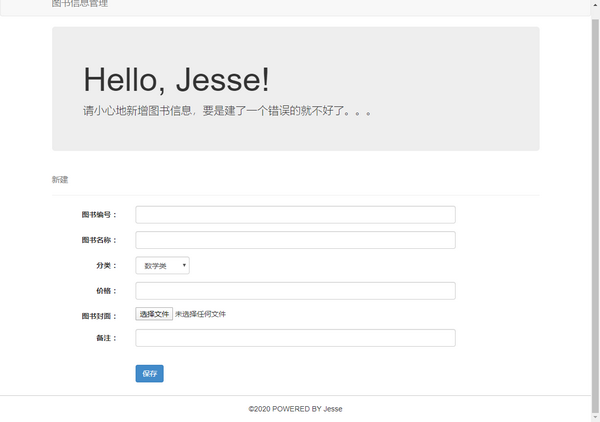 图书信息管理
Hello, Jesse!
请小心地新增图书信息，要是建了一个错误的就不好了。。。
新建
图书编号：
图书名称：
分类： 数学类
价格：
图书封面： 选择文件 未选择任何文件
备注：
保存
©2020 POWERED BY Jesse